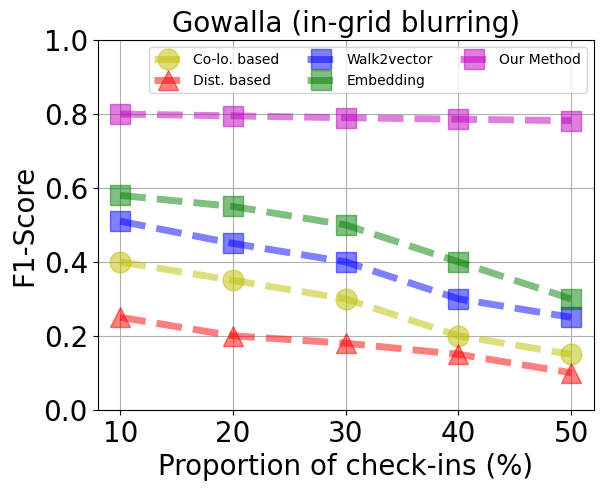 Gowalla (in-grid blurring)
Co-lo. based
Dist. based
Walk2vector
Embedding
Our Method
1.0
0.8
0.6
0.4
0.2
0.0
F1-Score
10 20 30 40 50
Proportion of check-ins (%)